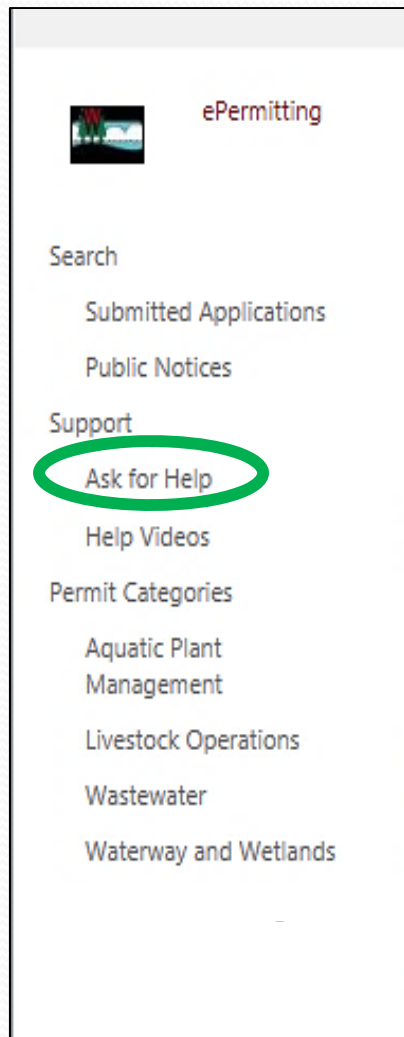 W
ePermitting
Search
Submitted Applications
Public Notices
Support
Ask for Help
Help Videos
Permit Categories
Aquatic Plant
Management
Livestock Operations
Wastewater
Waterway and Wetlands